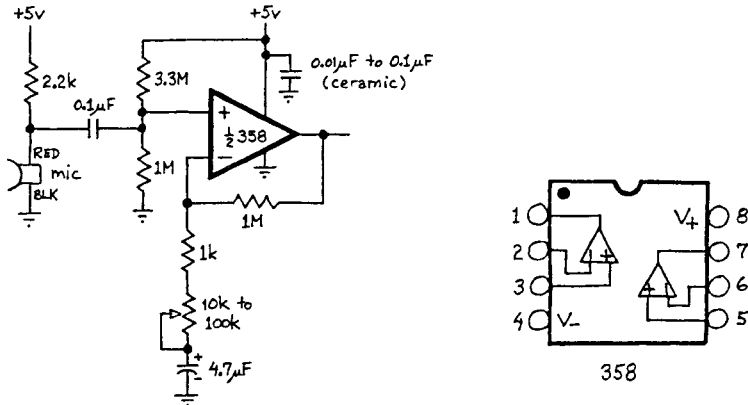 +5v
+5v
2.2k
3.3M
0.01µF to 0.1µF
(ceramic)
0.1µF
+
½ 358
−
RED
mic
BLK
1M
1M
1k
10k to
100k
+
4.7µF
-
1
2
3
4
V+
8
7
6
5
V-
+
+
358